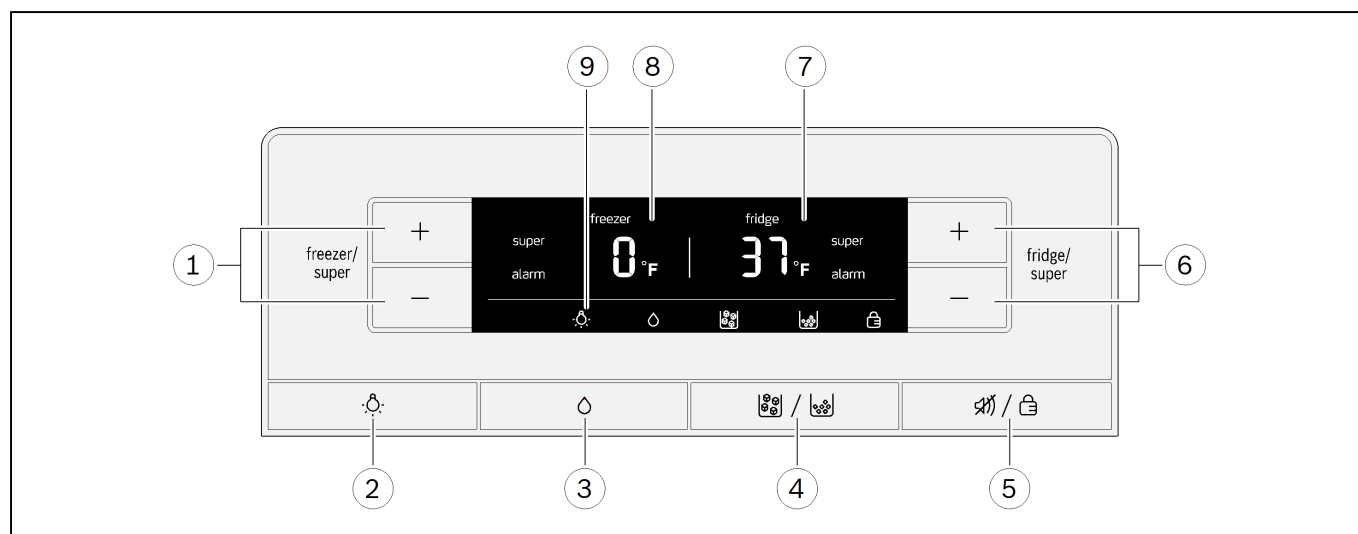 9 8 7
freezer fridge
+ super super +
freezer/ 0°F 37°F fridge/
super alarm alarm super
1 − − 6
/ /
2 3 4 5